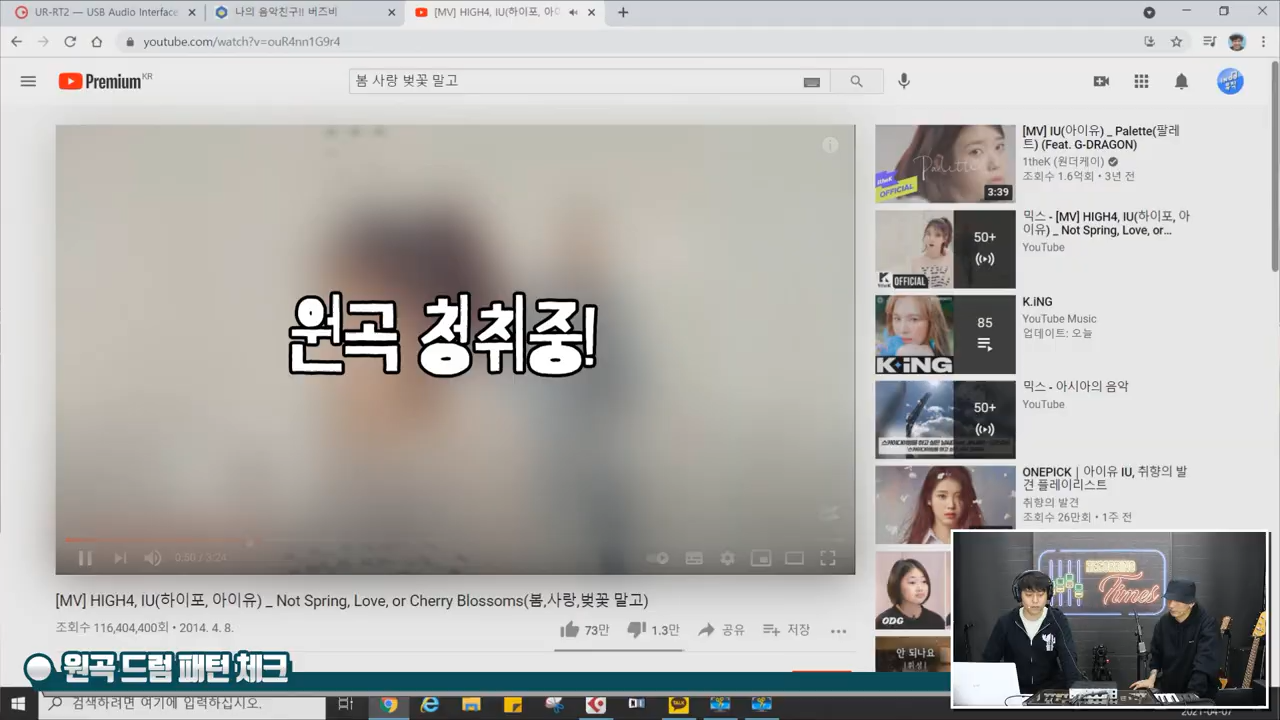 UR-RT2 — USB Audio Interface
나의 음악친구!! 버즈비
[MV] HIGH4, IU(하이포, 아이
youtube.com/watch?v=ouR4nn1G9r4
Premium KR
봄 사랑 벚꽃 말고
원곡 청취중!
0:50 / 3:24
[MV] HIGH4, IU(하이포, 아이유) _ Not Spring, Love, or Cherry Blossoms(봄,사랑,벚꽃 말고)
조회수 116,404,400회 • 2014. 4. 8.
73만
1.3만
공유
저장
Palette
OFFICIAL
3:39
[MV] IU(아이유) _ Palette(팔레
트) (Feat. G-DRAGON)
1theK (원더케이)
조회수 1.6억회 • 3년 전
OFFICIAL
50+
믹스 - [MV] HIGH4, IU(하이포, 아
이유) _ Not Spring, Love, or...
YouTube
K.iNG
85
K.iNG
YouTube Music
업데이트: 오늘
50+
믹스 - 아시아의 음악
YouTube
ONEPICK | 아이유 IU, 취향의 발
견 플레이리스트
취향의 발견
조회수 26만회 • 1주 전
ODG
안 되나요
Times
원곡 드럼 패턴 체크
검색하려면 여기에 입력하십시오.
TALK
2021-04-07